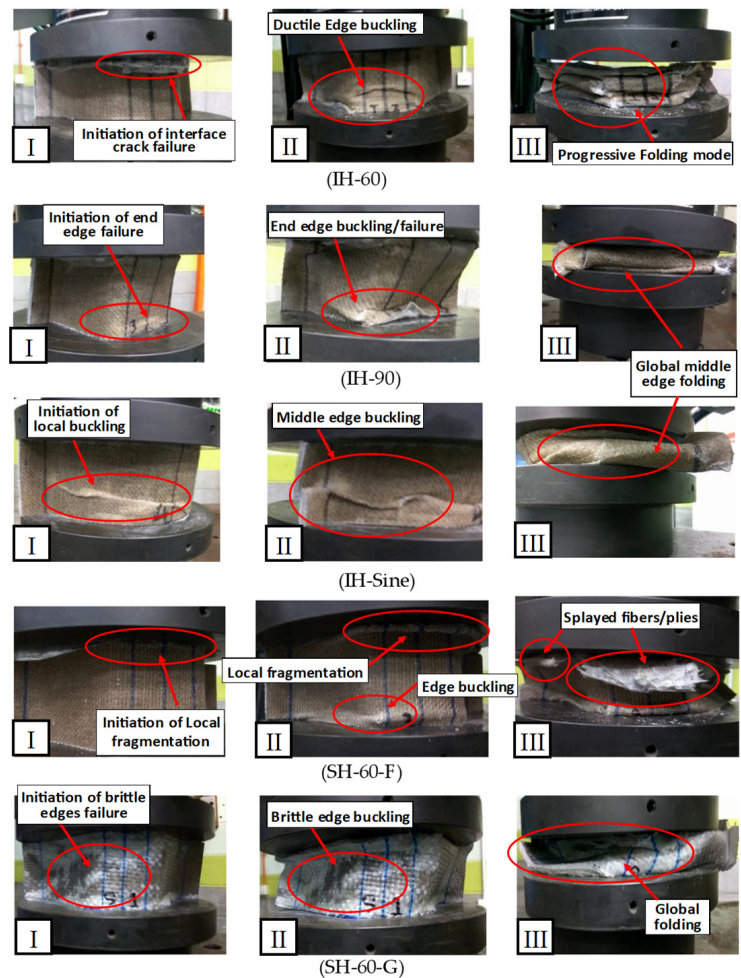 Ductile Edge buckling
I
Initiation of interface
crack failure
II
III
Progressive Folding mode
(IH-60)
Initiation of end
edge failure
End edge buckling/failure
I
II
III
(IH-90)
Global middle
edge folding
Initiation of
local buckling
Middle edge buckling
I
II
III
(IH-Sine)
Splayed fibers/plies
Local fragmentation
Edge buckling
I
Initiation of Local
fragmentation
II
III
(SH-60-F)
Initiation of brittle
edges failure
Brittle edge buckling
S 1
S 1
S
Global
folding
I
II
III
(SH-60-G)